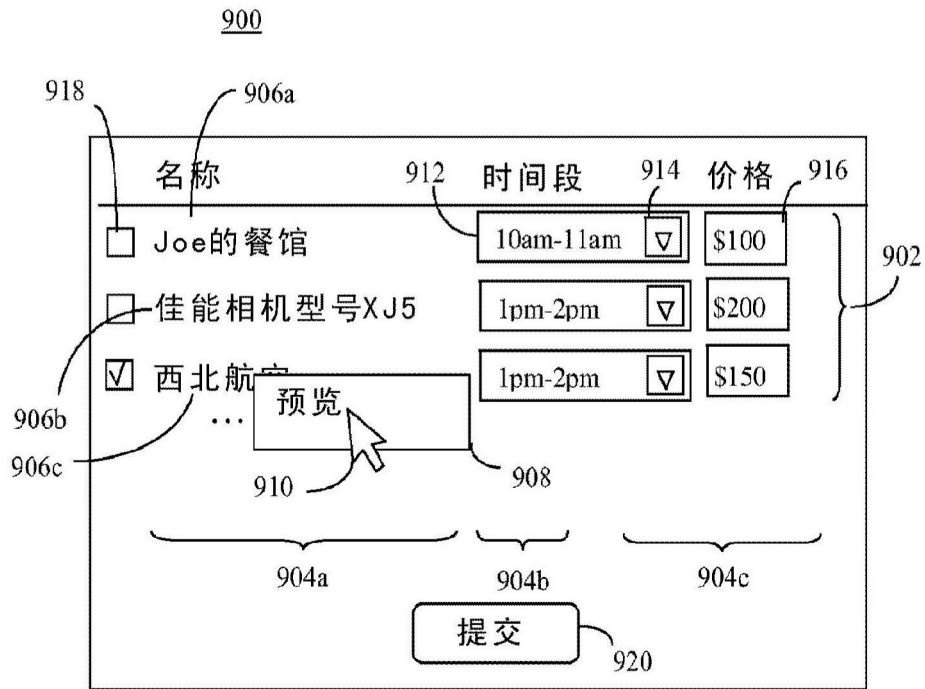 900
918 906a
名称 912 时间段 914 价格 916
Joe的餐馆 10am-11am $100
902
佳能相机型号XJ5 1pm-2pm $200
西北航空 1pm-2pm $150
906b
... 预览
906c 910 908
904a 904b 904c
提交
920